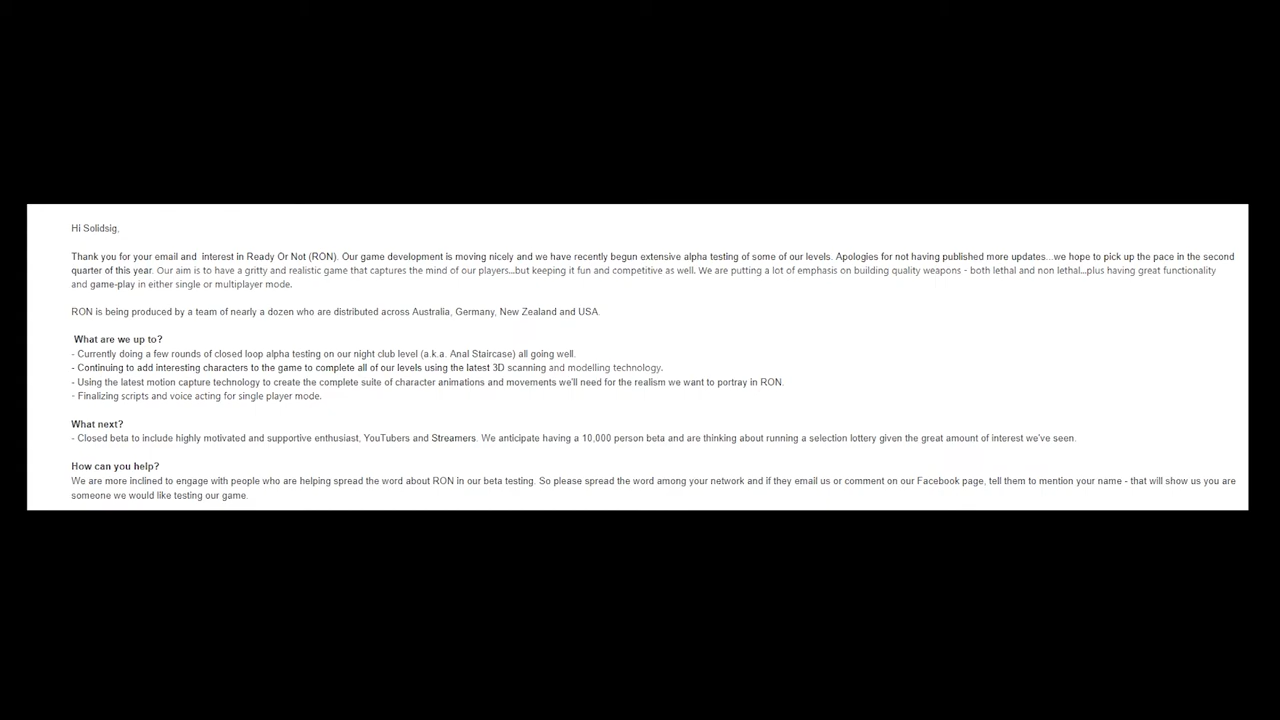 Hi Solidsig,
Thank you for your email and interest in Ready Or Not (RON). Our game development is moving nicely and we have recently begun extensive alpha testing of some of our levels. Apologies for not having published more updates...we hope to pick up the pace in the second
quarter of this year. Our aim is to have a gritty and realistic game that captures the mind of our players...but keeping it fun and competitive as well. We are putting a lot of emphasis on building quality weapons - both lethal and non lethal...plus having great functionality
and game-play in either single or multiplayer mode.
RON is being produced by a team of nearly a dozen who are distributed across Australia, Germany, New Zealand and USA.
What are we up to?
- Currently doing a few rounds of closed loop alpha testing on our night club level (a.k.a. Anal Staircase) all going well.
- Continuing to add interesting characters to the game to complete all of our levels using the latest 3D scanning and modelling technology.
- Using the latest motion capture technology to create the complete suite of character animations and movements we'll need for the realism we want to portray in RON.
- Finalizing scripts and voice acting for single player mode.
What next?
- Closed beta to include highly motivated and supportive enthusiast, YouTubers and Streamers. We anticipate having a 10,000 person beta and are thinking about running a selection lottery given the great amount of interest we've seen.
How can you help?
We are more inclined to engage with people who are helping spread the word about RON in our beta testing. So please spread the word among your network and if they email us or comment on our Facebook page, tell them to mention your name - that will show us you are
someone we would like testing our game.